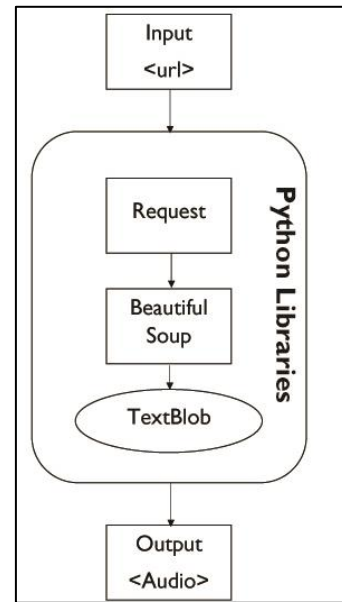 Input
<url>
Request
Beautiful
Soup
TextBlob
Python Libraries
Output
<Audio>